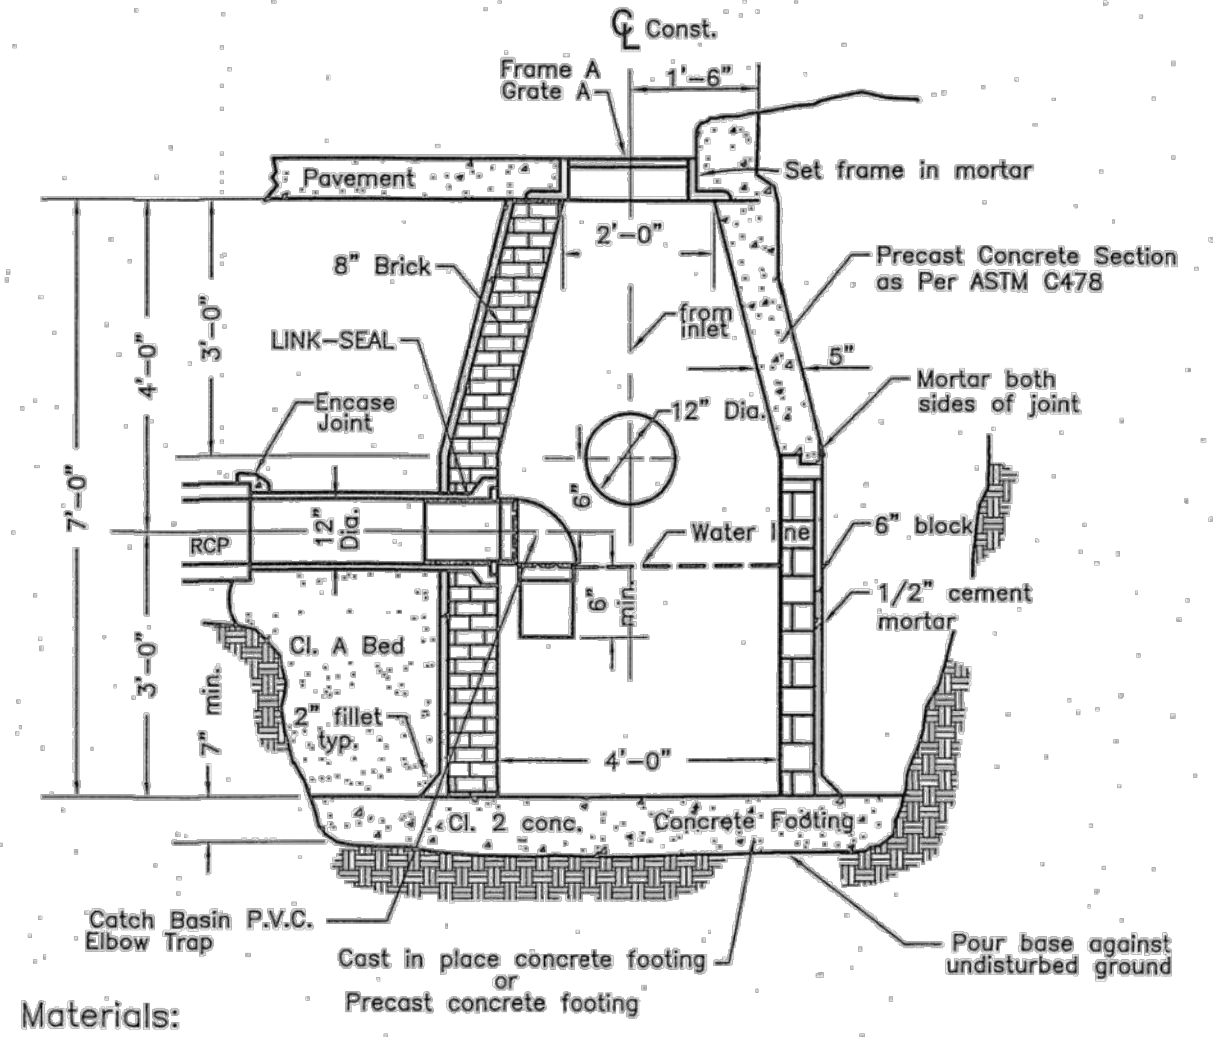 CL Const.
Frame A
Grate A
1'-6"
Pavement
Set frame in mortar
2'-0"
8" Brick
Precast Concrete Section
as Per ASTM C478
from
inlet
LINK-SEAL
3'-0"
4'-0"
5"
Mortar both
sides of joint
Encase
Joint
12" Dia.
7'-0"
6"
12"
Dia.
RCP
Water line
6" block
6"
min.
1/2" cement
mortar
Cl. A Bed
3'-0"
7" min.
2" fillet
typ.
4'-0"
Cl. 2 conc.
Concrete Footing
Catch Basin P.V.C.
Elbow Trap
Cast in place concrete footing
or
Precast concrete footing
Pour base against
undisturbed ground
Materials: